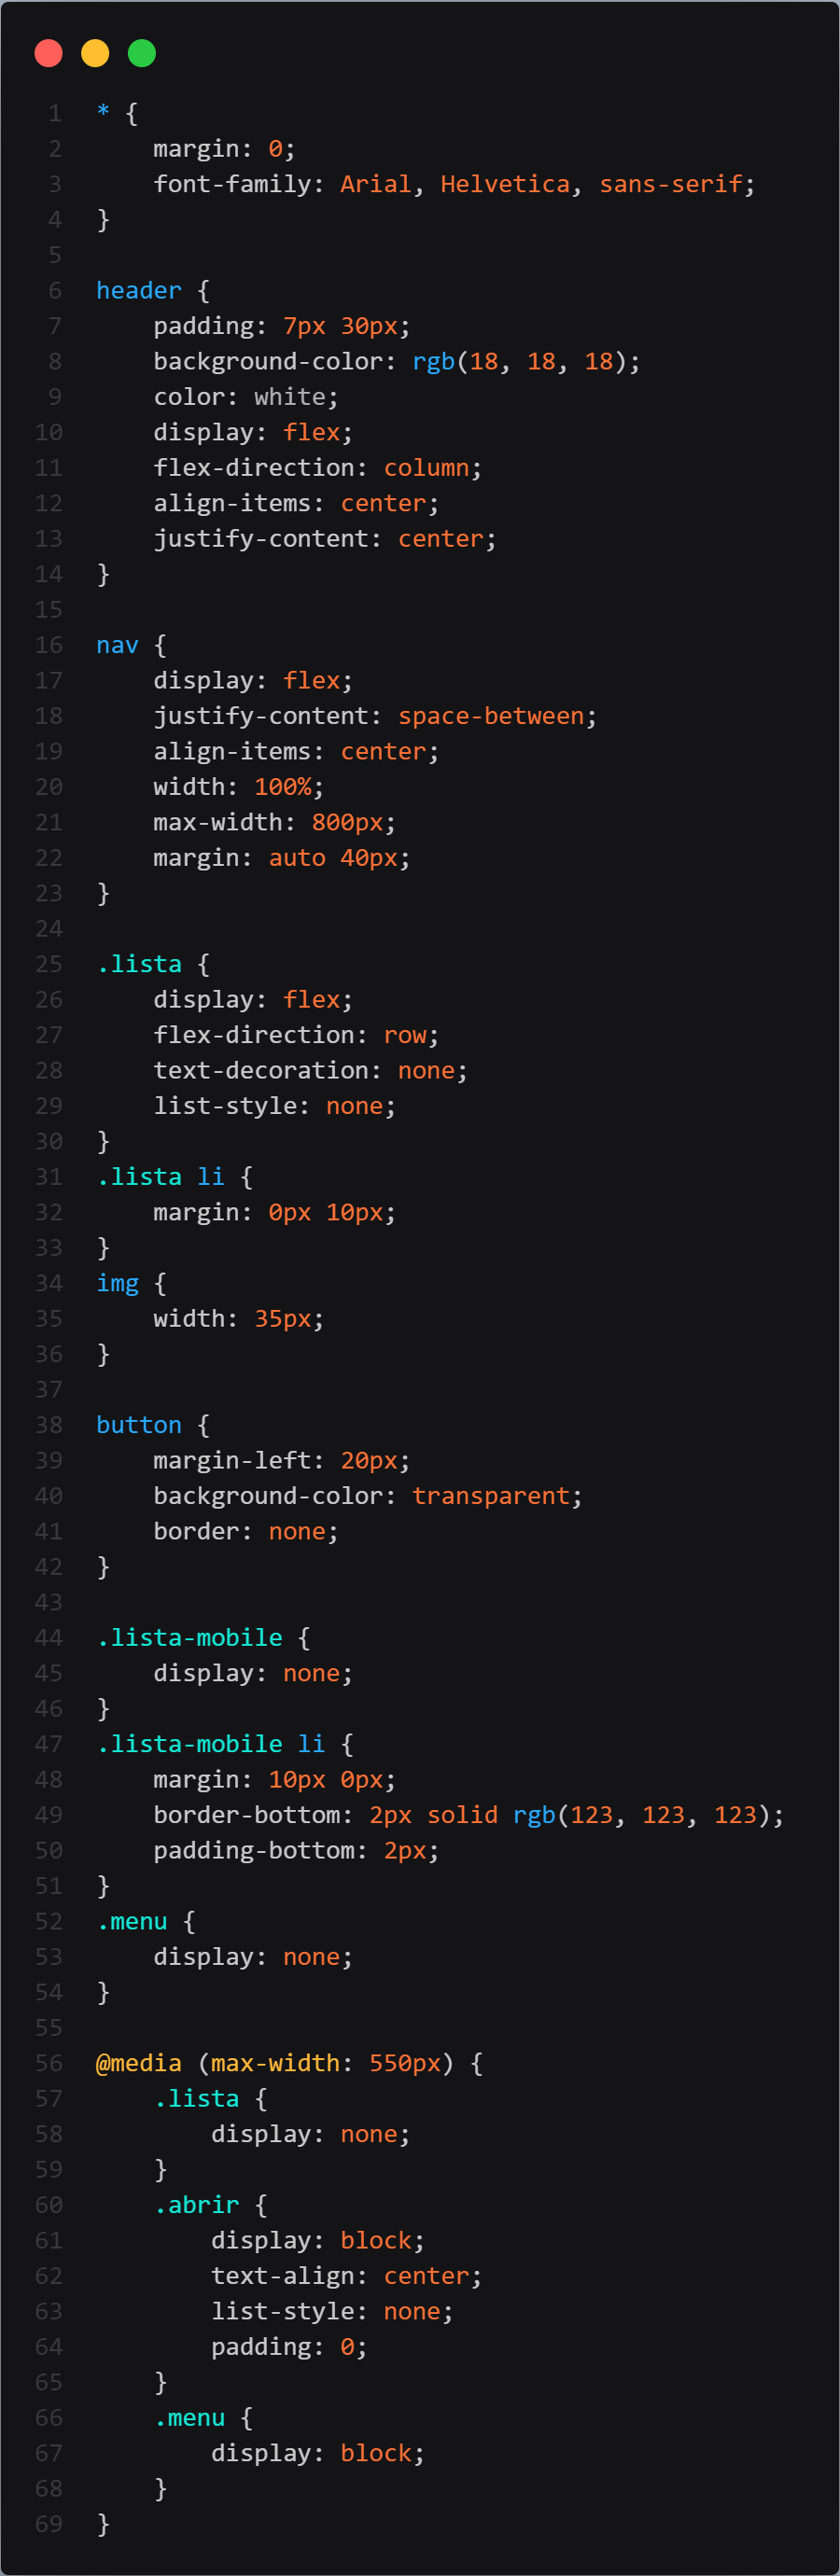 1 * {
2     margin: 0;
3     font-family: Arial, Helvetica, sans-serif;
4 }
5
6 header {
7     padding: 7px 30px;
8     background-color: rgb(18, 18, 18);
9     color: white;
10     display: flex;
11     flex-direction: column;
12     align-items: center;
13     justify-content: center;
14 }
15
16 nav {
17     display: flex;
18     justify-content: space-between;
19     align-items: center;
20     width: 100%;
21     max-width: 800px;
22     margin: auto 40px;
23 }
24
25 .lista {
26     display: flex;
27     flex-direction: row;
28     text-decoration: none;
29     list-style: none;
30 }
31 .lista li {
32     margin: 0px 10px;
33 }
34 img {
35     width: 35px;
36 }
37
38 button {
39     margin-left: 20px;
40     background-color: transparent;
41     border: none;
42 }
43
44 .lista-mobile {
45     display: none;
46 }
47 .lista-mobile li {
48     margin: 10px 0px;
49     border-bottom: 2px solid rgb(123, 123, 123);
50     padding-bottom: 2px;
51 }
52 .menu {
53     display: none;
54 }
55
56 @media (max-width: 550px) {
57     .lista {
58         display: none;
59     }
60     .abrir {
61         display: block;
62         text-align: center;
63         list-style: none;
64         padding: 0;
65     }
66     .menu {
67         display: block;
68     }
69 }